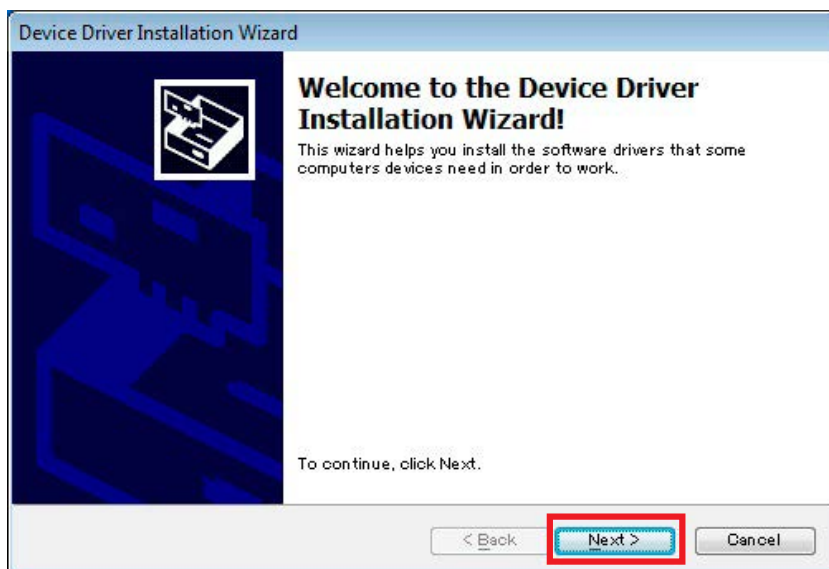 Device Driver Installation Wizard
Welcome to the Device Driver
Installation Wizard!
This wizard helps you install the software drivers that some
computers devices need in order to work.
To continue, click Next.
< Back
Next >
Cancel